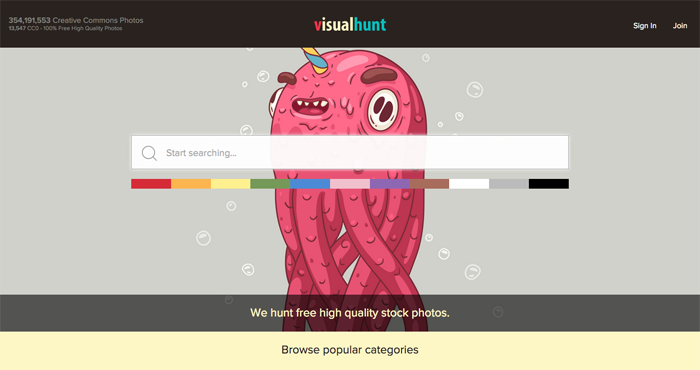 354,191,553 Creative Commons Photos
13,547 CC0 - 100% Free High Quality Photos
visualhunt
Sign In
Join
Start searching...
We hunt free high quality stock photos.
Browse popular categories